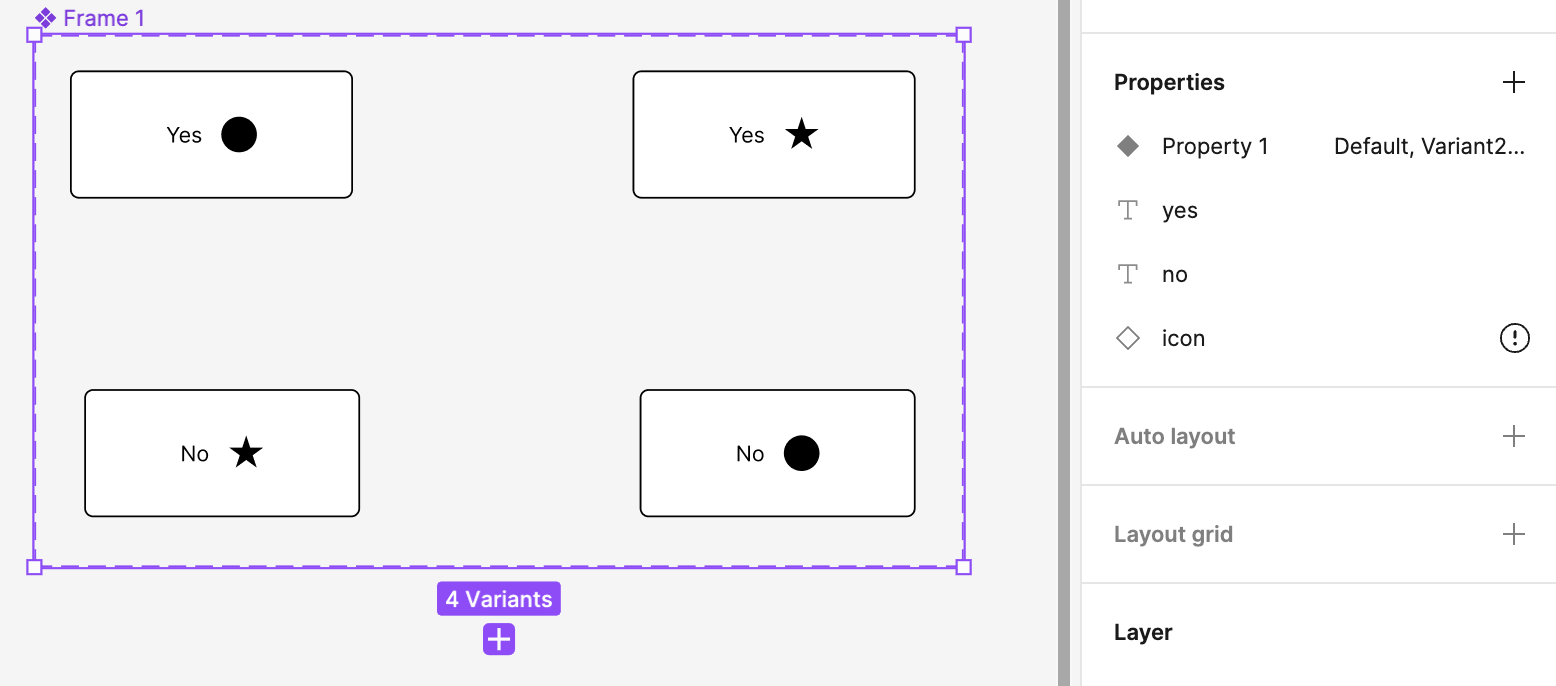 Frame 1
Yes
Yes
No
No
4 Variants
Properties
Property 1 Default, Variant2...
yes
no
icon
Auto layout
Layout grid
Layer